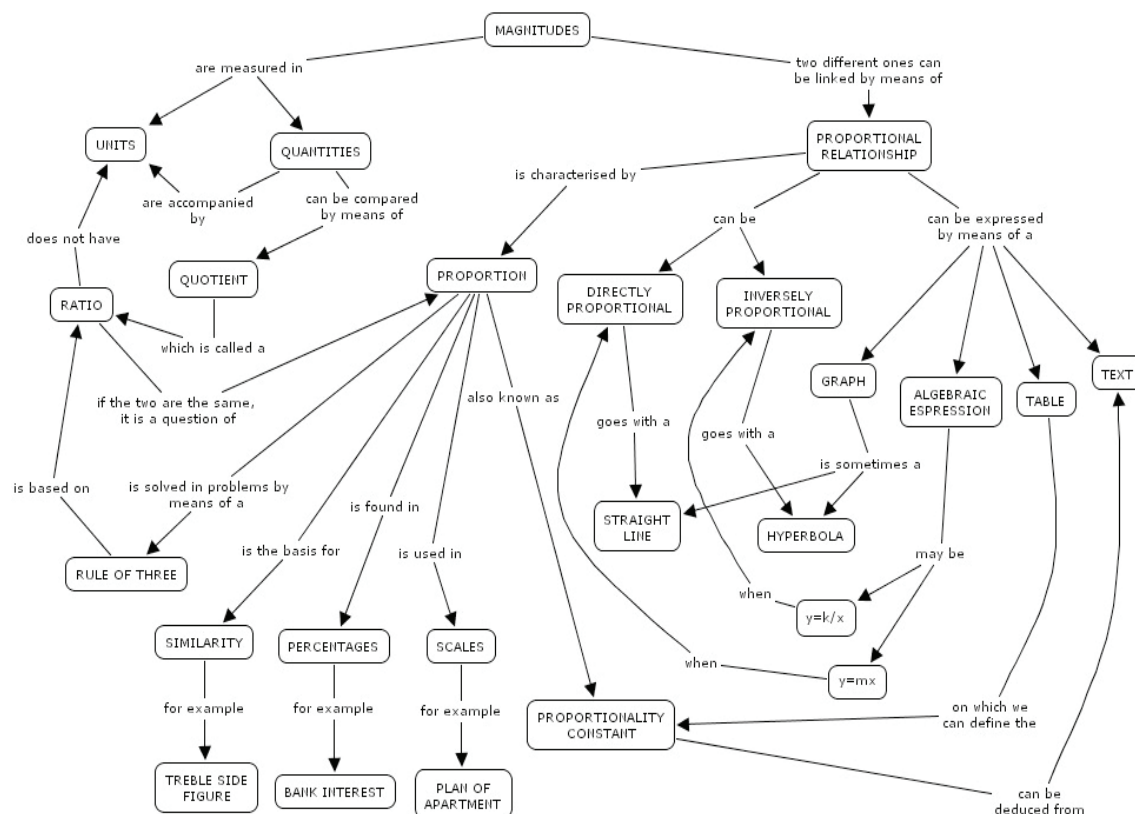 MAGNITUDES
are measured in
two different ones can
be linked by means of
UNITS
QUANTITIES
PROPORTIONAL
RELATIONSHIP
is characterised by
are accompanied
by
can be compared
by means of
can be
can be expressed
by means of a
does not have
QUOTIENT
PROPORTION
DIRECTLY
PROPORTIONAL
INVERSELY
PROPORTIONAL
RATIO
which is called a
GRAPH
ALGEBRAIC
ESPRESSION
TABLE
TEXT
if the two are the same,
it is a question of
also known as
goes with a
goes with a
is sometimes a
is based on
is solved in problems by
means of a
is found in
STRAIGHT
LINE
HYPERBOLA
is the basis for
is used in
may be
RULE OF THREE
when
y=k/x
SIMILARITY
PERCENTAGES
SCALES
when
y=mx
for example
for example
for example
PROPORTIONALITY
CONSTANT
on which we
can define the
TREBLE SIDE
FIGURE
BANK INTEREST
PLAN OF
APARTMENT
can be
deduced from